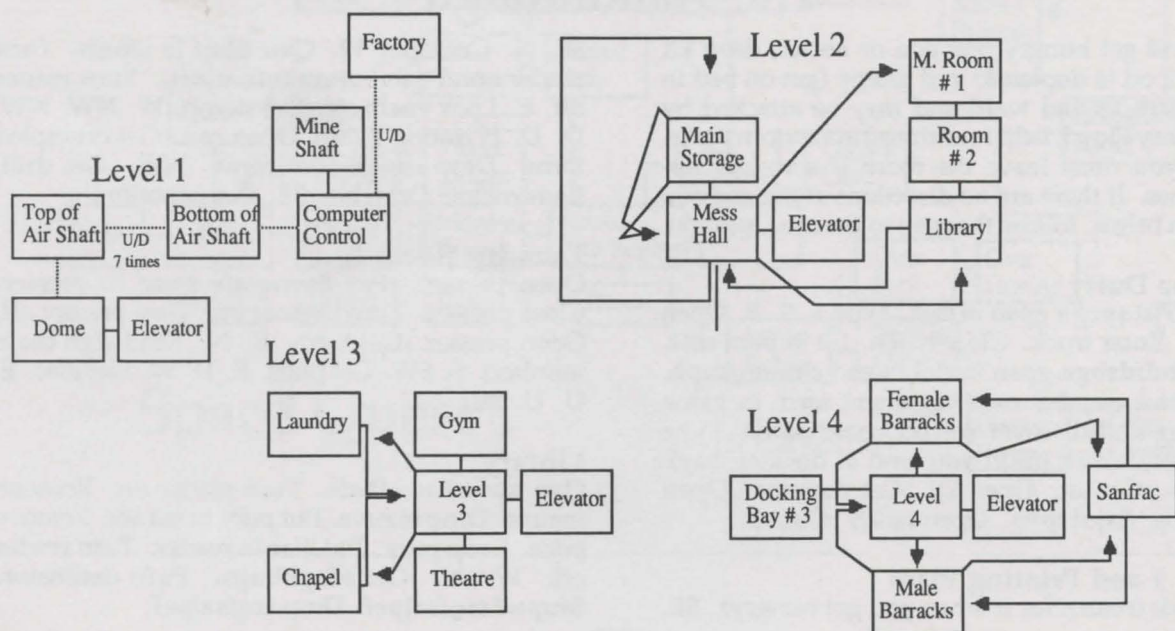 Factory
Level 2
M. Room
# 1
Mine
Shaft
U/D
Main
Storage
Room
# 2
Level 1
Top of
Air Shaft
U/D
7 times
Bottom of
Air Shaft
Computer
Control
Mess
Hall
Elevator
Library
Dome
Elevator
Level 3
Laundry
Gym
Level
3
Elevator
Chapel
Theatre
Level 4
Female
Barracks
Docking
Bay # 3
Level
4
Elevator
Sanfrac
Male
Barracks